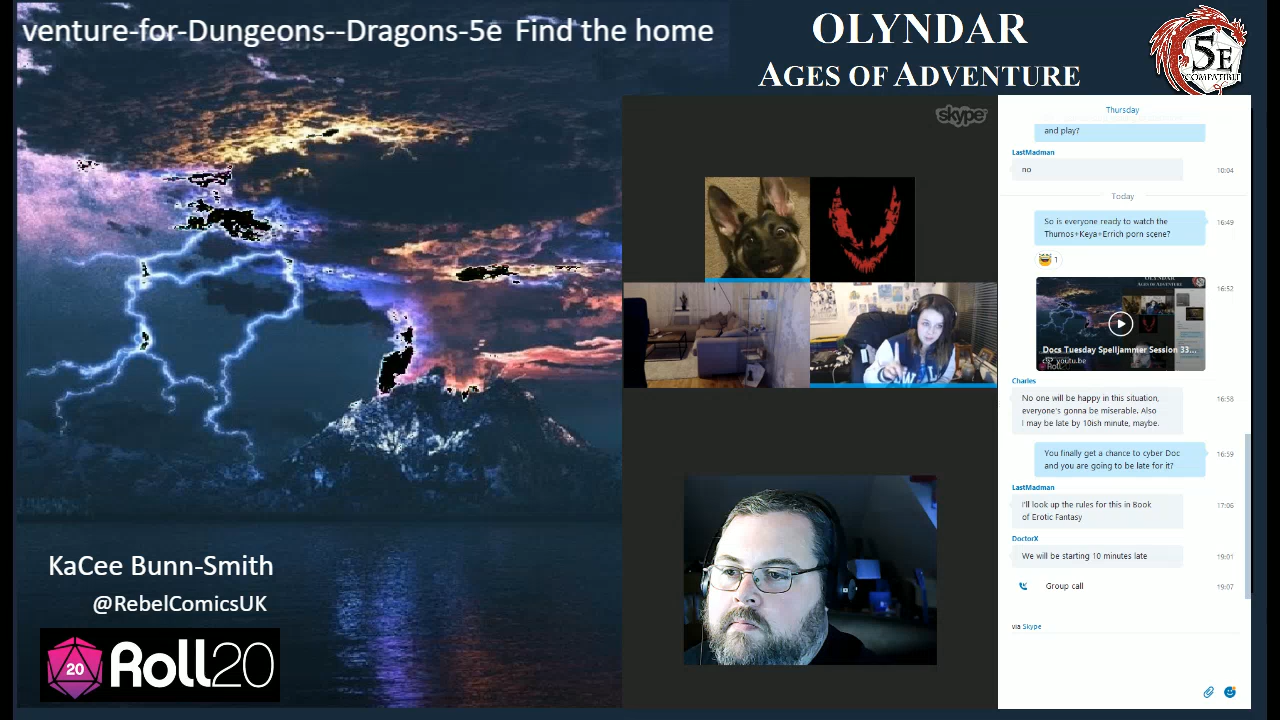 venture-for-Dungeons--Dragons-5e Find the home
OLYNDAR
AGES OF ADVENTURE
5E
COMPATIBLE
skype
Thursday
and play?
LastMadman
no
10:04
Today
So is everyone ready to watch the
16:49
Thurnos+Keya+Errich porn scene?
1
16:52
Docs Tuesday Spelljammer Session 33...
youtu.be
Charles
No one will be happy in this situation,
16:58
everyone's gonna be miserable. Also
I may be late by 10ish minute, maybe.
You finally get a chance to cyber Doc
16:59
and you are going to be late for it?
LastMadman
I'll look up the rules for this in Book
17:06
of Erotic Fantasy
DoctorX
We will be starting 10 minutes late
19:01
Group call
19:07
via Skype
KaCee Bunn-Smith
@RebelComicsUK
20
Roll20